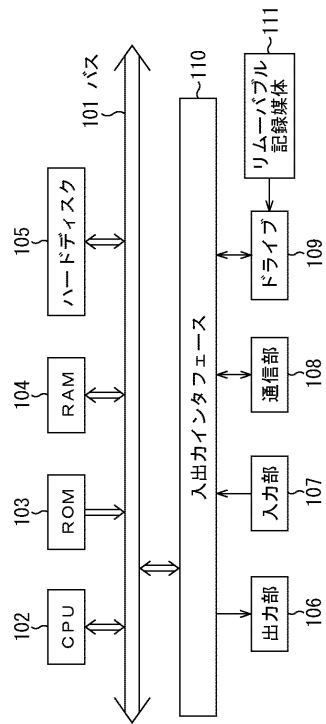 102
103
104
105
CPU
ROM
RAM
ハードディスク
101
バス
110
入出力インタフェース
111
出力部
入力部
通信部
ドライブ
リムーバブル
記録媒体
106
107
108
109